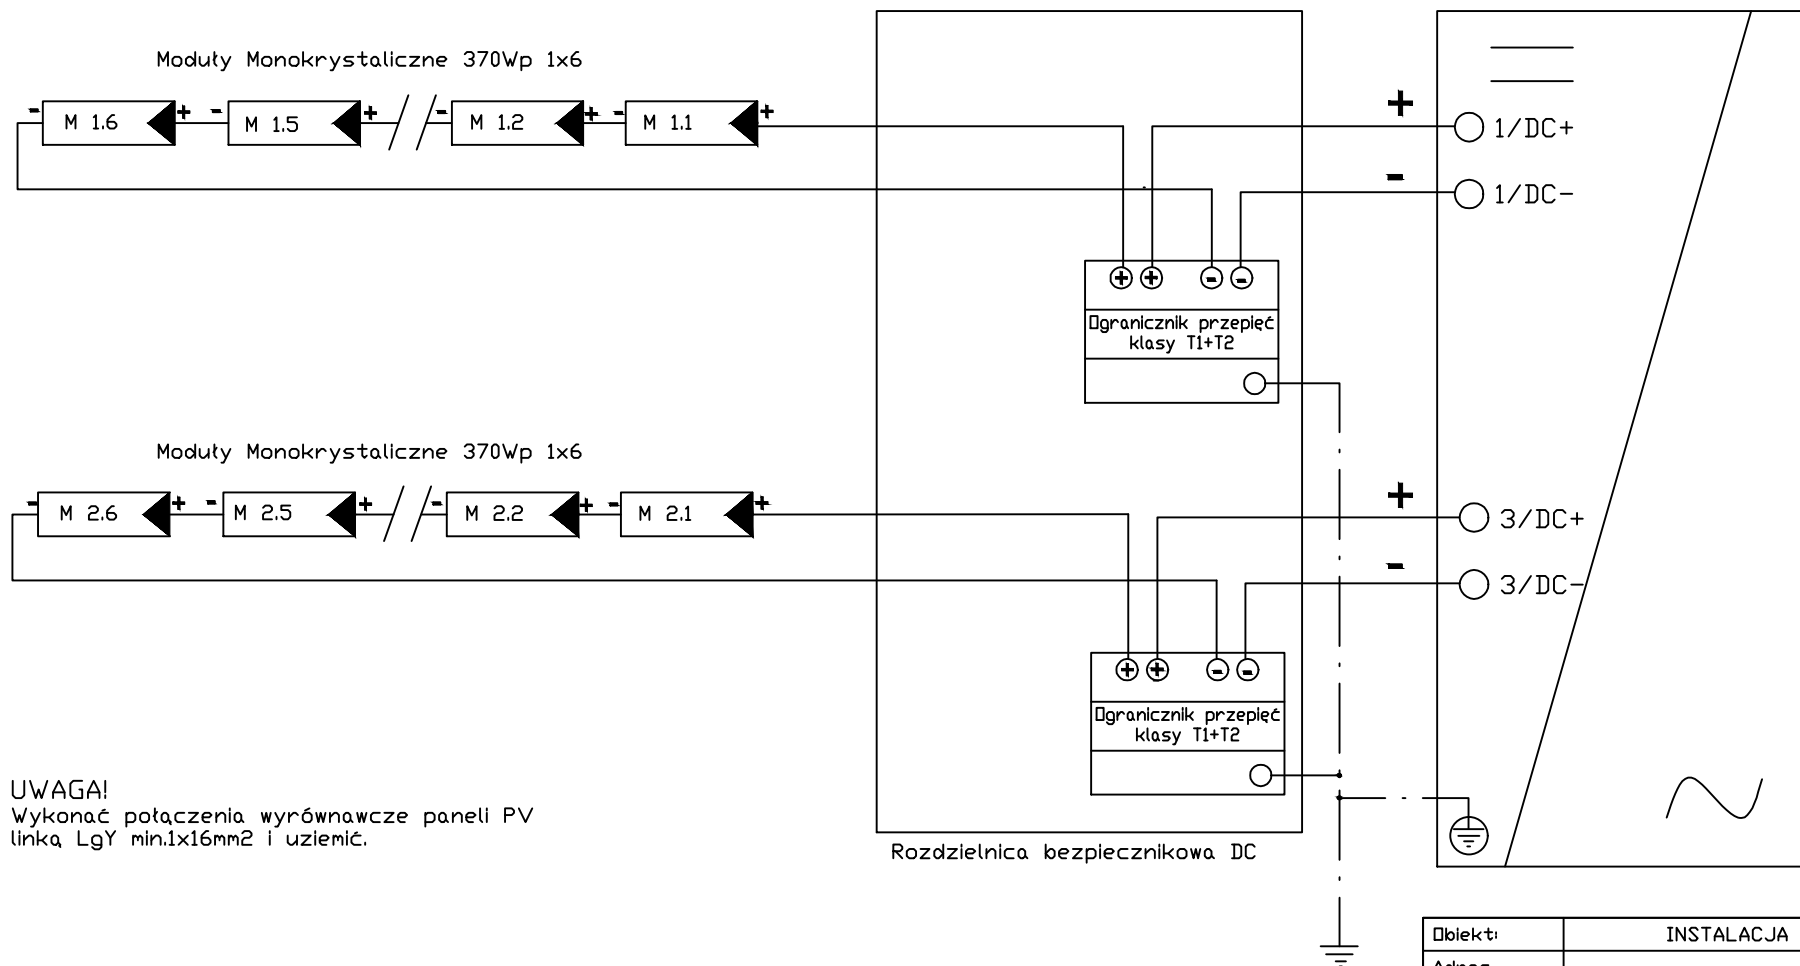 Moduły Monokrystaliczne 370Wp 1x6
- M 1.6 + - M 1.5 + - M 1.2 + - M 1.1 +
+
1/DC+
-
1/DC-
+ + - -
Ogranicznik przepięć
klasy T1+T2
Moduły Monokrystaliczne 370Wp 1x6
- M 2.6 + - M 2.5 + - M 2.2 + - M 2.1 +
+
3/DC+
-
3/DC-
+ + - -
Ogranicznik przepięć
klasy T1+T2
UWAGA!
Wykonać połączenia wyrównawcze paneli PV
linką LgY min.1x16mm2 i uziemić.
Rozdzielnica bezpiecznikowa DC
Obiekt: INSTALACJA